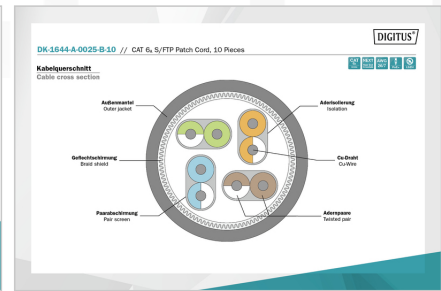 DIGITUS®
DK-1644-A-0025-B-10 // CAT 6A S/FTP Patch Cord, 10 Pieces
Kabelquerschnitt
Cable cross section
Außenmantel
Outer jacket
Aderisolierung
Isolation
Geflechtschirmung
Braid shield
Cu-Draht
Cu-Wire
Paarabschirmung
Pair screen
Adernpaare
Twisted pair